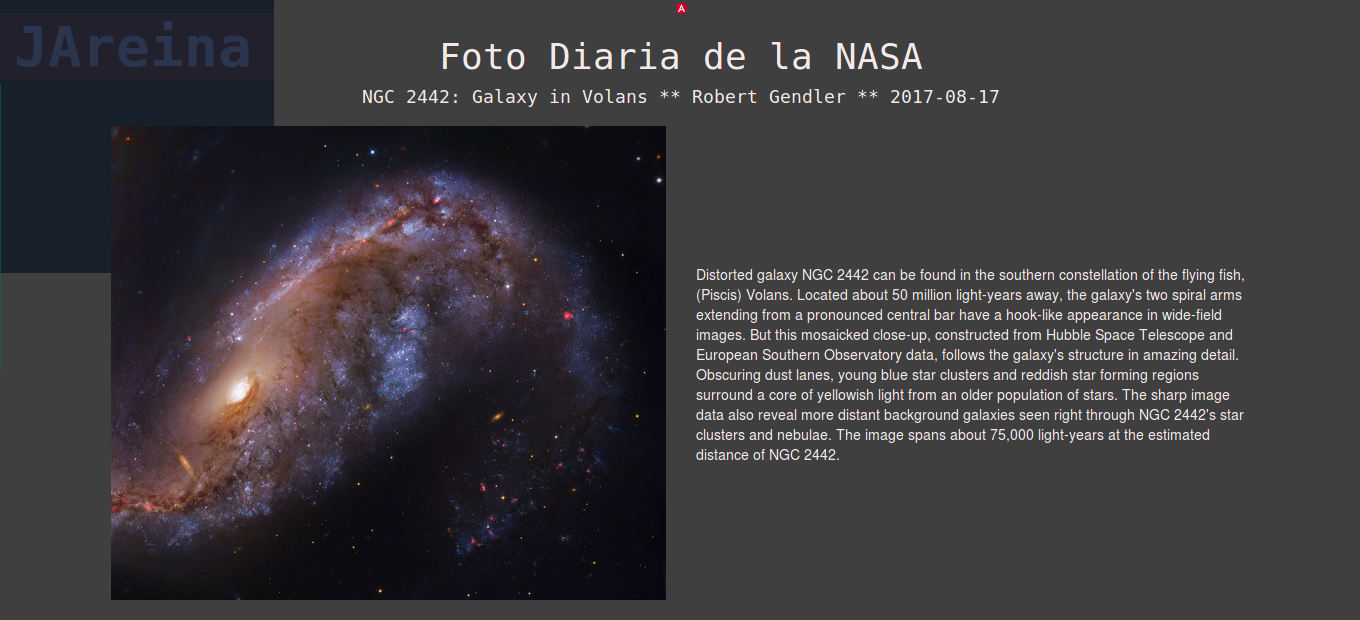 A
JAreina
Foto Diaria de la NASA
NGC 2442: Galaxy in Volans ** Robert Gendler ** 2017-08-17
Distorted galaxy NGC 2442 can be found in the southern constellation of the flying fish,
(Piscis) Volans. Located about 50 million light-years away, the galaxy's two spiral arms
extending from a pronounced central bar have a hook-like appearance in wide-field
images. But this mosaicked close-up, constructed from Hubble Space Telescope and
European Southern Observatory data, follows the galaxy's structure in amazing detail.
Obscuring dust lanes, young blue star clusters and reddish star forming regions
surround a core of yellowish light from an older population of stars. The sharp image
data also reveal more distant background galaxies seen right through NGC 2442's star
clusters and nebulae. The image spans about 75,000 light-years at the estimated
distance of NGC 2442.